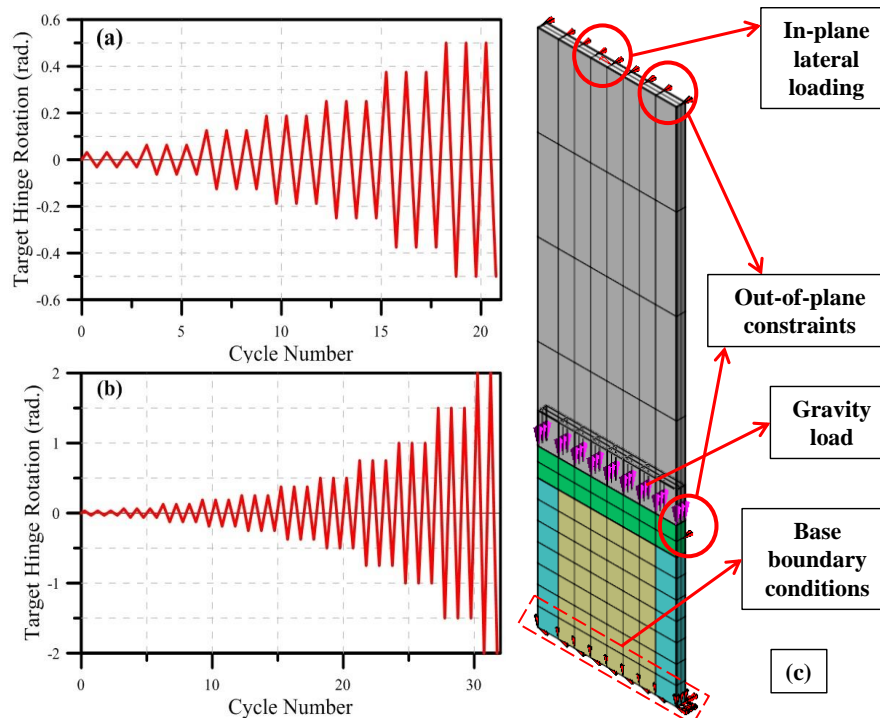 (a)
Target Hinge Rotation (rad.)
0.6
0.4
0.2
0
-0.2
-0.4
-0.6
0 5 10 15 20
Cycle Number
(b)
Target Hinge Rotation (rad.)
2
1
0
-1
-2
0 10 20 30
Cycle Number
In-plane
lateral
loading
Out-of-plane
constraints
Gravity
load
Base
boundary
conditions
(c)